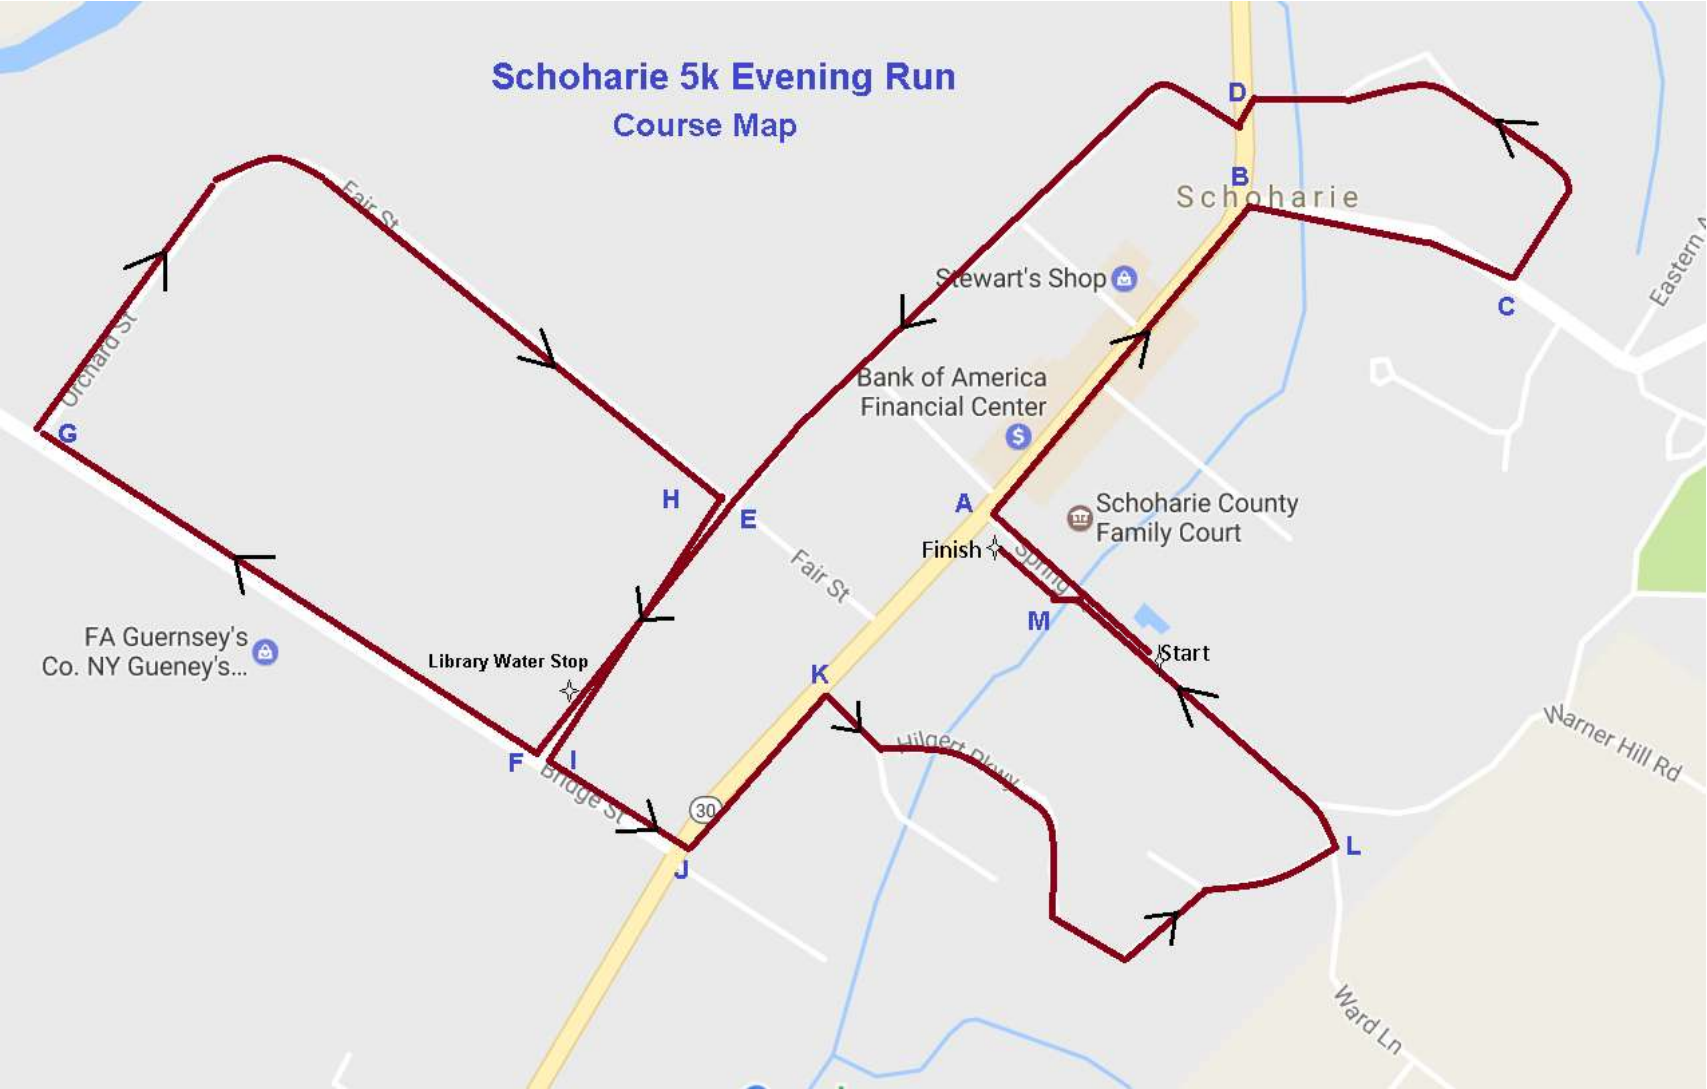 Schoharie 5k Evening Run
Course Map
D
B
Schoharie
Fair St
Stewart's Shop
C
Eastern A
Orchard St
Bank of America
Financial Center
$
G
H
E
A
Schoharie County
Family Court
Finish
Spring
Fair St
M
FA Guernsey's
Co. NY Gueney's...
Library Water Stop
Start
K
Warner Hill Rd
F
I
Bridge St
Hilgert Pkwy
30
J
L
Ward Ln